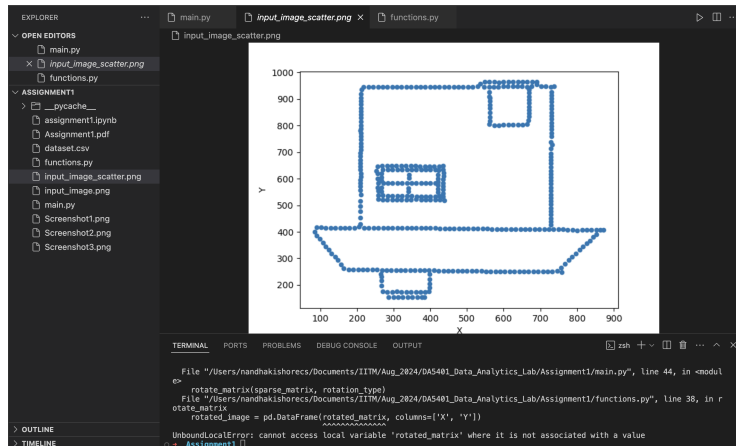 EXPLORER
OPEN EDITORS
main.py
input_image_scatter.png
functions.py
ASSIGNMENT1
__pycache__
assignment1.ipynb
Assignment1.pdf
dataset.csv
functions.py
input_image_scatter.png
input_image.png
main.py
Screenshot1.png
Screenshot2.png
Screenshot3.png
OUTLINE
TIMELINE
main.py
input_image_scatter.png
functions.py
input_image_scatter.png
1000
900
800
700
600
500
400
300
200
Y
100 200 300 400 500 600 700 800 900
X
TERMINAL PORTS PROBLEMS DEBUG CONSOLE OUTPUT
zsh
File "/Users/nandhakishorecs/Documents/IITM/Aug_2024/DA5401_Data_Analytics_Lab/Assignment1/main.py", line 44, in <modul
e>
rotate_matrix(sparse_matrix, rotation_type)
File "/Users/nandhakishorecs/Documents/IITM/Aug_2024/DA5401_Data_Analytics_Lab/Assignment1/functions.py", line 38, in r
otate_matrix
rotated_image = pd.DataFrame(rotated_matrix, columns=['X', 'Y'])
^^^^^^^^^^^^^^
UnboundLocalError: cannot access local variable 'rotated_matrix' where it is not associated with a value
Assignment1